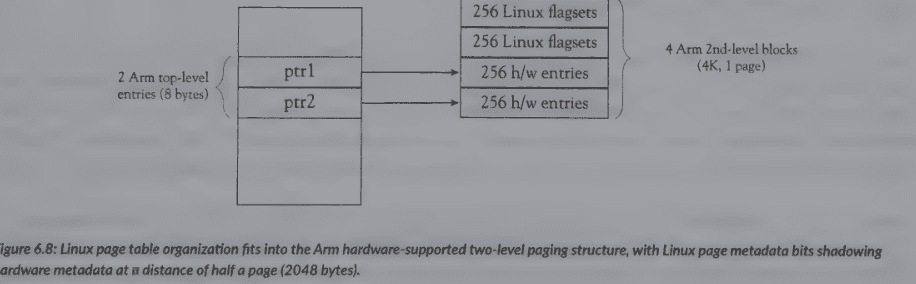 256 Linux flagsets
256 Linux flagsets
4 Arm 2nd-level blocks
(4K, 1 page)
2 Arm top-level
entries (8 bytes)
ptr1
256 h/w entries
ptr2
256 h/w entries
igure 6.8: Linux page table organization fits into the Arm hardware-supported two-level paging structure, with Linux page metadata bits shadowing
ardware metadata at a distance of half a page (2048 bytes).